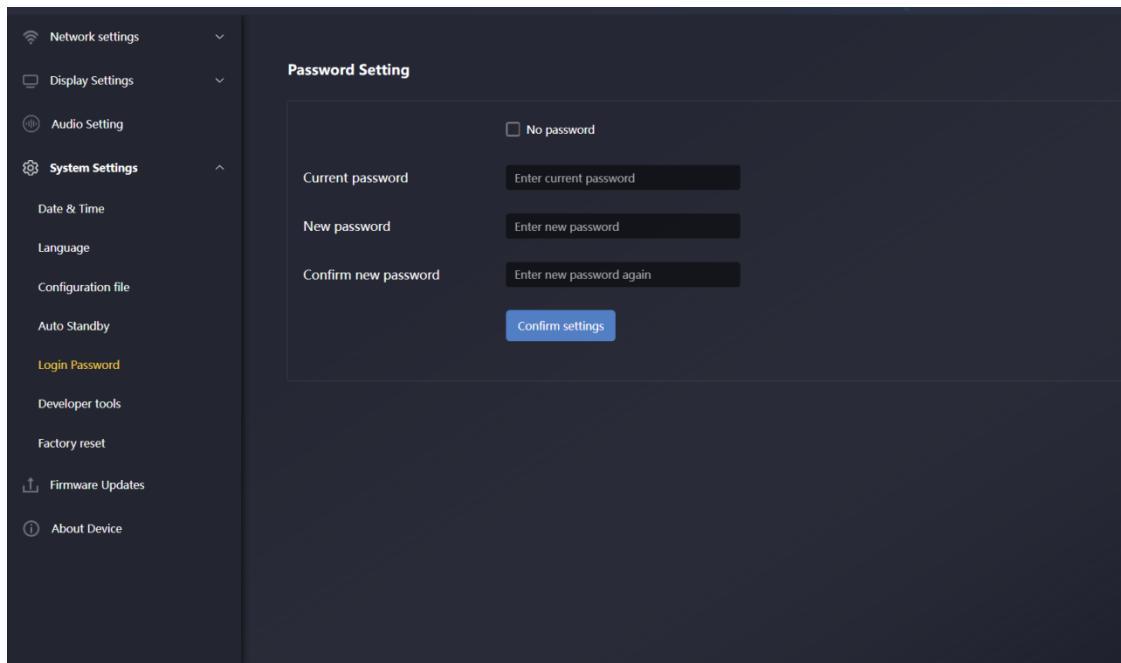 Network settings
Display Settings
Audio Setting
System Settings
Date & Time
Language
Configuration file
Auto Standby
Login Password
Developer tools
Factory reset
Firmware Updates
About Device
Password Setting
No password
Current password
Enter current password
New password
Enter new password
Confirm new password
Enter new password again
Confirm settings